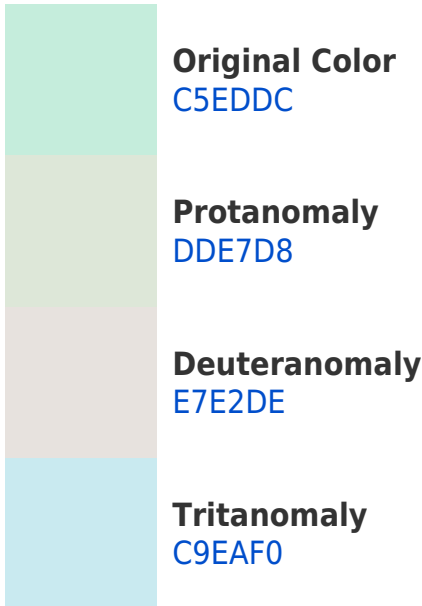 Original Color
C5EDDC
Protanomaly
DDE7D8
Deuteranomaly
E7E2DE
Tritanomaly
C9EAF0